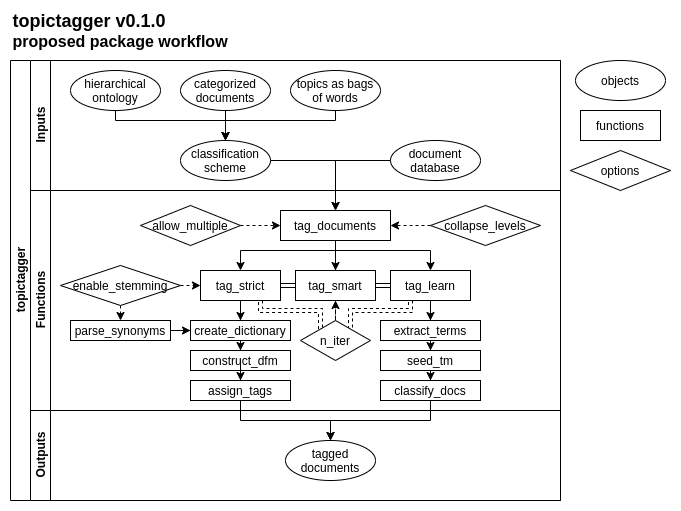 topictagger v0.1.0
proposed package workflow
topictagger
Inputs
hierarchical
ontology
categorized
documents
topics as bags
of words
classification
scheme
document
database
objects
functions
options
Functions
allow_multiple
tag_documents
collapse_levels
enable_stemming
tag_strict
tag_smart
tag_learn
parse_synonyms
create_dictionary
n_iter
extract_terms
construct_dfm
seed_tm
assign_tags
classify_docs
Outputs
tagged
documents